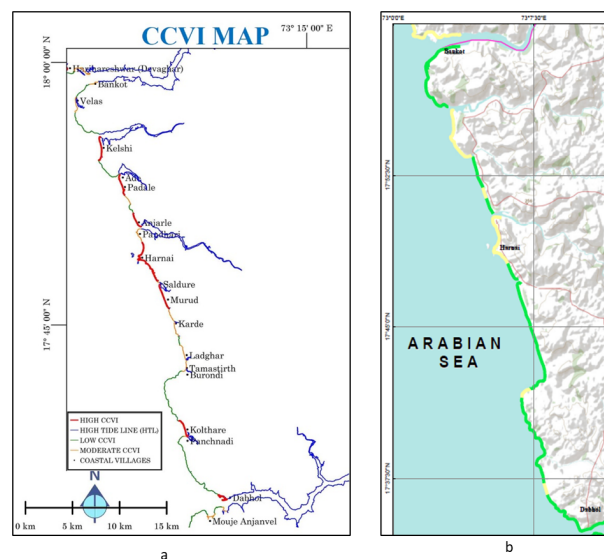 CCVI MAP
73° 15' 00" E
18° 00' 00" N
Harihareshwar (Devaghar)
Bankot
Velas
Kelshi
Ade
Padale
Anjarle
Pandhari
Harnai
Saldure
Murud
Karde
17° 45' 00" N
Ladghar
Tamastirth
Burondi
Kolthare
Panchnadi
Dabhol
Mouje Anjanvel
HIGH CCVI
HIGH TIDE LINE (HTL)
LOW CCVI
MODERATE CCVI
COASTAL VILLAGES
N
0 km 5 km 10 km 15 km
a
73°0'0"E 73°7'30"E
Bankot
17°52'30"N
Harnai
17°45'0"N
ARABIAN
SEA
17°37'30"N
Dabhol
b